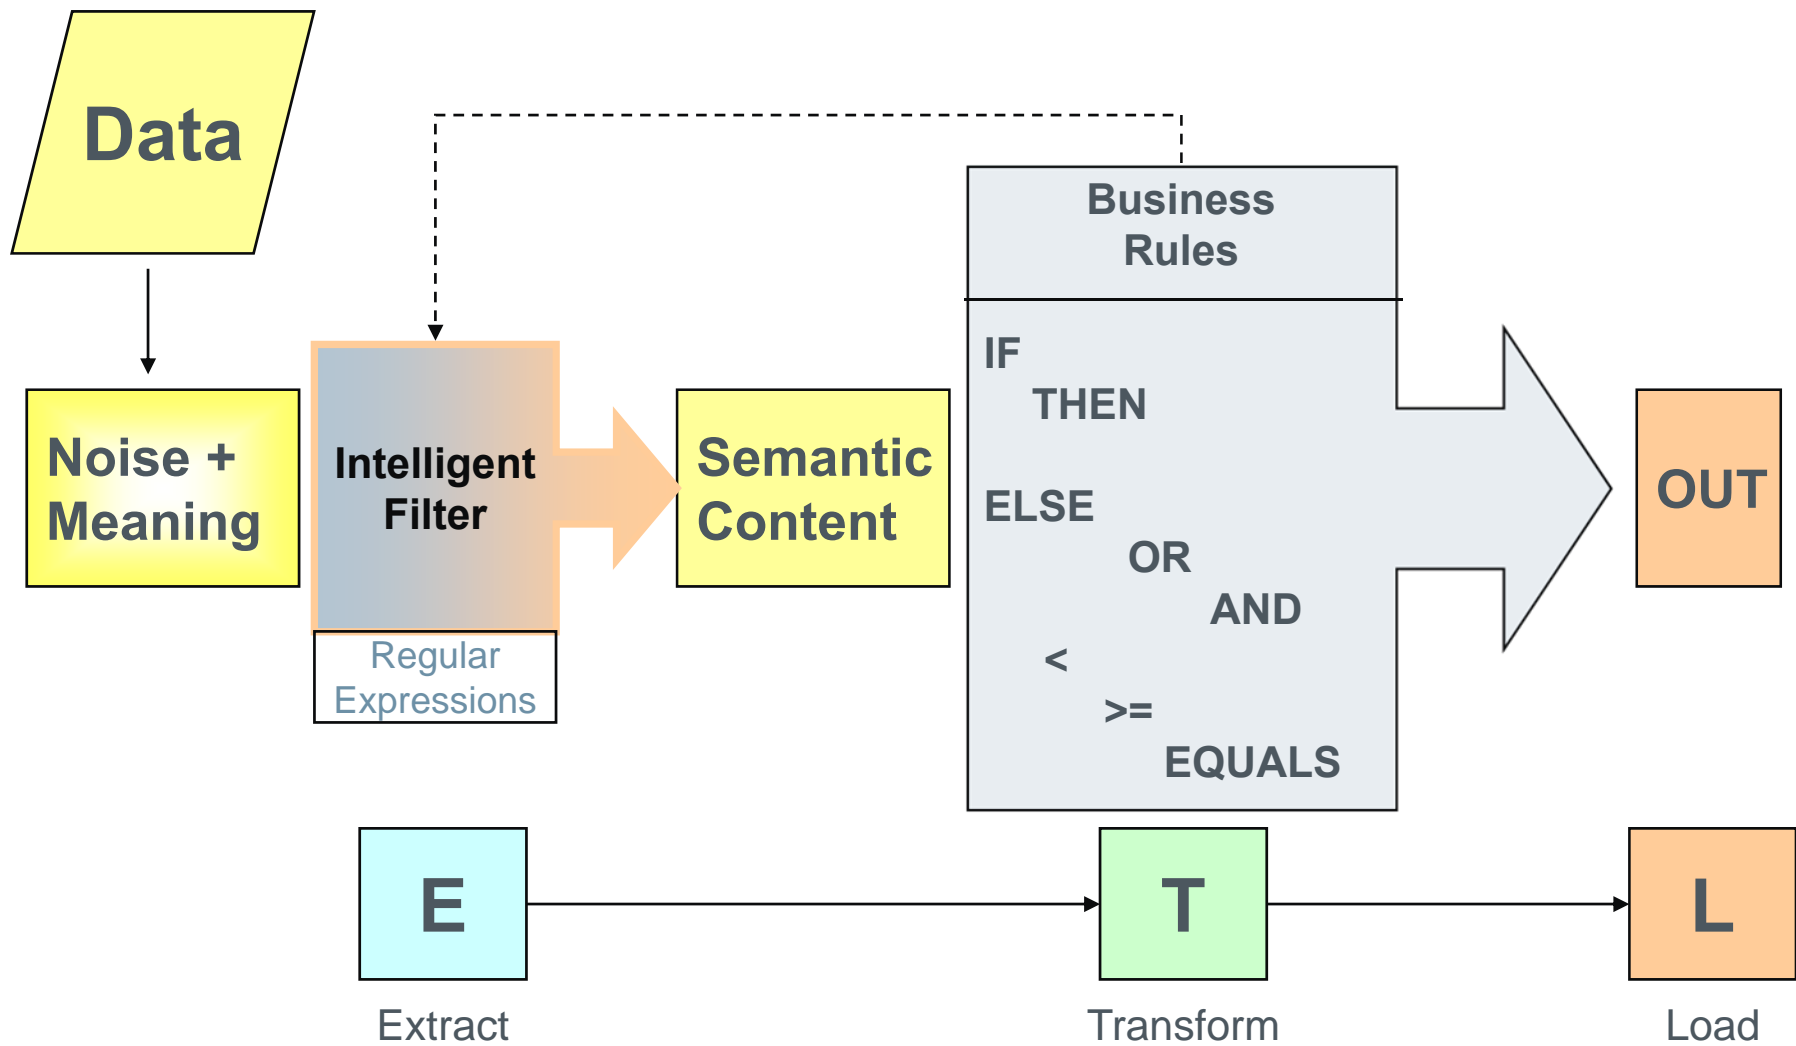 Data
Noise +
Meaning
Intelligent
Filter
Regular
Expressions
Semantic
Content
Business
Rules
IF
THEN
ELSE
OR
AND
<
>=
EQUALS
OUT
E
T
L
Extract
Transform
Load